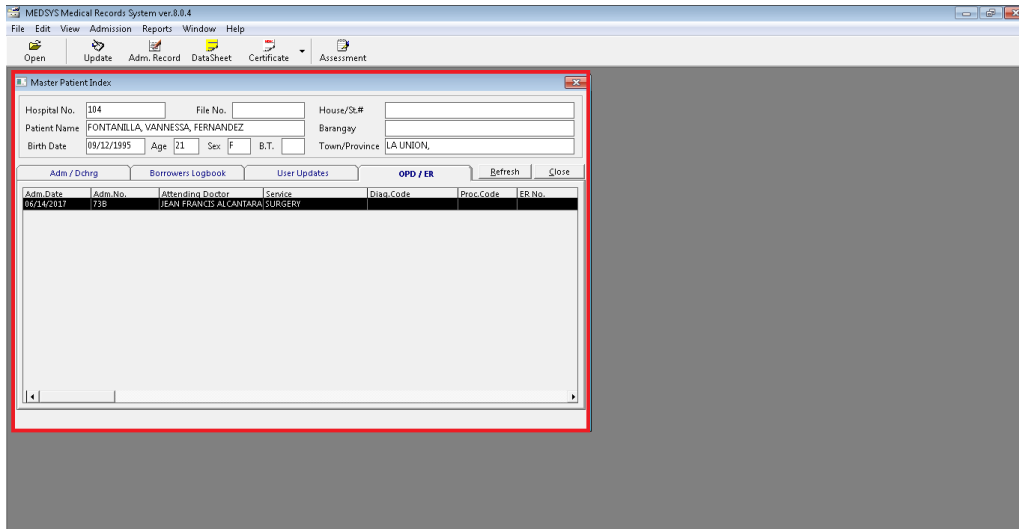 MEDSYS Medical Records System ver.8.0.4
File Edit View Admission Reports Window Help
Open Update Adm. Record DataSheet Certificate Assessment
Master Patient Index
Hospital No. 104 File No. House/St.#
Patient Name FONTANILLA, VANNESSA, FERNANDEZ Barangay
Birth Date 09/12/1995 Age 21 Sex F B.T. Town/Province LA UNION,
Adm / Dchrg Borrowers Logbook User Updates OPD / ER Refresh Close
Adm.Date Adm.No. Attending Doctor Service Diag.Code Proc.Code ER No.
06/14/2017 73B JEAN FRANCIS ALCANTARA SURGERY